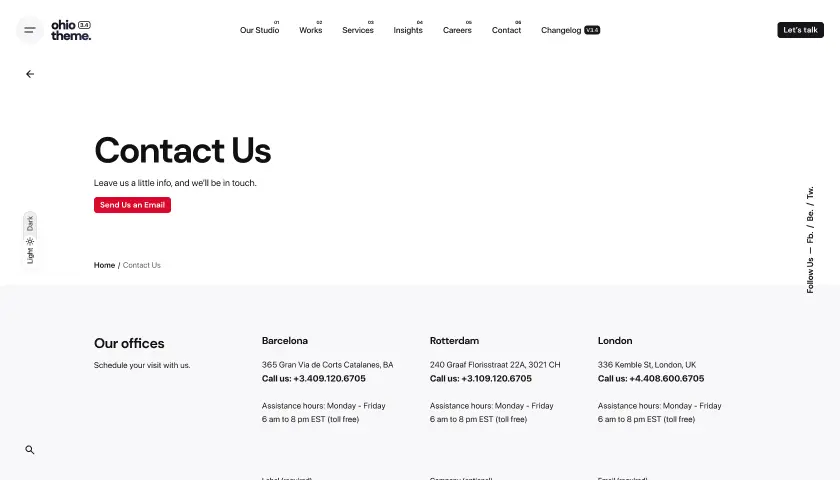 ohio 3.4
theme.
Our Studio 01
Works 02
Services 03
Insights 04
Careers 05
Contact 06
Changelog V3.4
Let's talk
Contact Us
Leave us a little info, and we'll be in touch.
Send Us an Email
Light Dark
Follow Us — Fb. / Be. / Tw.
Home / Contact Us
Our offices
Schedule your visit with us.
Barcelona
365 Gran Via de Corts Catalanes, BA
Call us: +3.409.120.6705
Assistance hours: Monday - Friday
6 am to 8 pm EST (toll free)
Rotterdam
240 Graaf Florisstraat 22A, 3021 CH
Call us: +3.109.120.6705
Assistance hours: Monday - Friday
6 am to 8 pm EST (toll free)
London
336 Kemble St, London, UK
Call us: +4.408.600.6705
Assistance hours: Monday - Friday
6 am to 8 pm EST (toll free)
Company (optional)
Email (required)